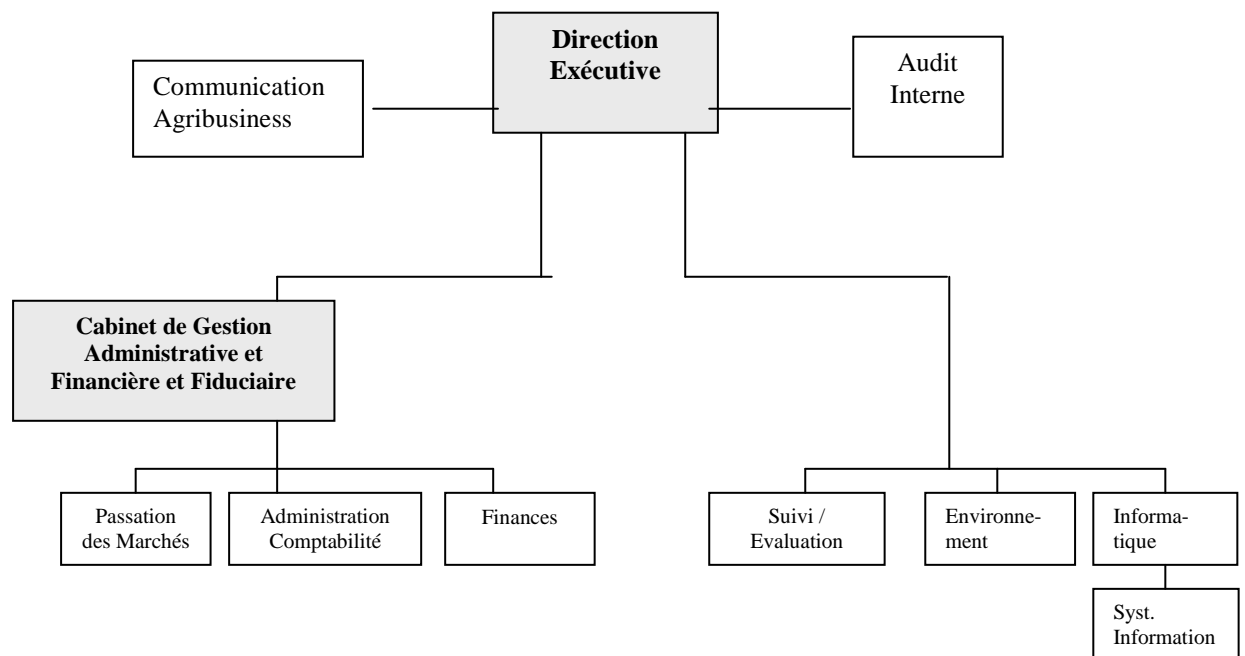 Direction
Exécutive
Communication
Agribusiness
Audit
Interne
Cabinet de Gestion
Administrative et
Financière et Fiduciaire
Passation
des Marchés
Administration
Comptabilité
Finances
Suivi /
Evaluation
Environne-
ment
Informa-
tique
Syst.
Information